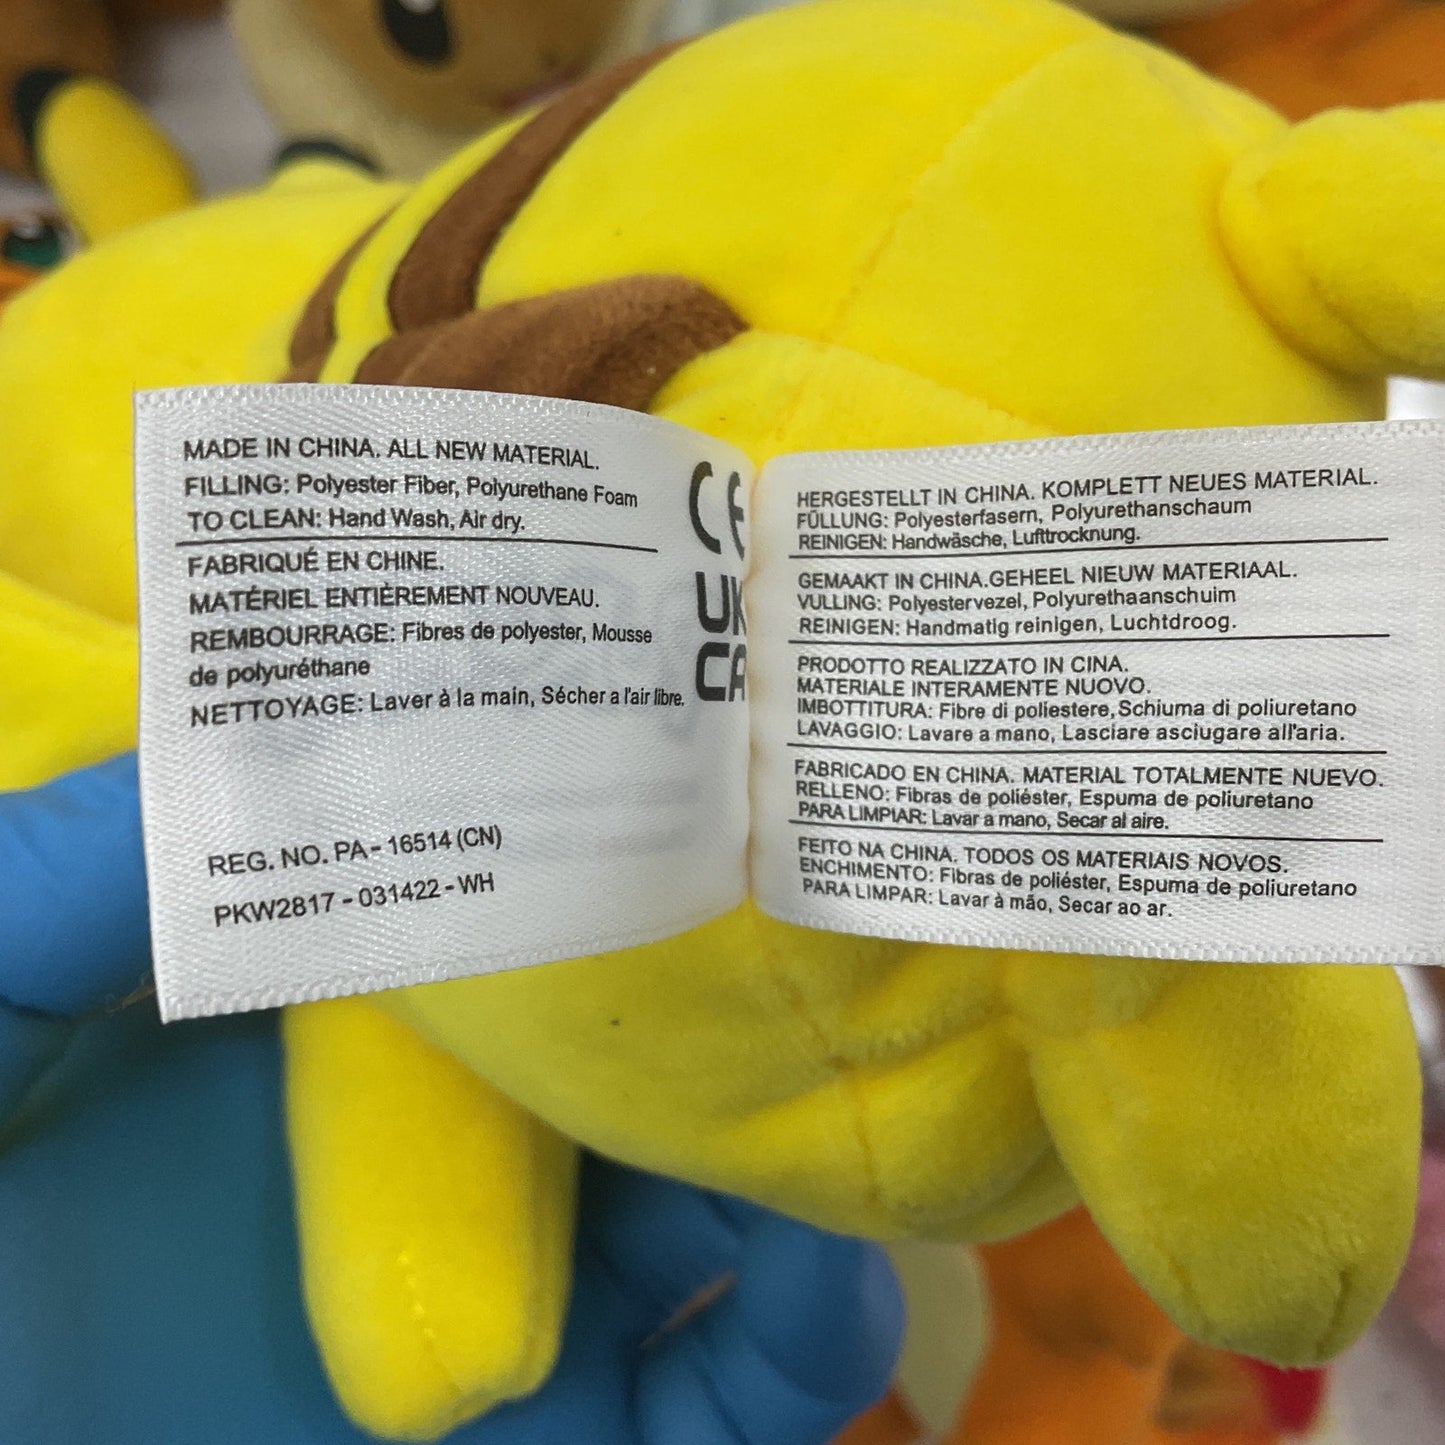 MADE IN CHINA. ALL NEW MATERIAL.
FILLING: Polyester Fiber, Polyurethane Foam
TO CLEAN: Hand Wash, Air dry.
FABRIQUÉ EN CHINE.
MATÉRIEL ENTIÈREMENT NOUVEAU.
REMBOURRAGE: Fibres de polyester, Mousse
de polyuréthane
NETTOYAGE: Laver à la main, Sécher a l'air libre.
REG. NO. PA-16514 (CN)
PKW2817-031422-WH
CE
UK
CA
HERGESTELLT IN CHINA. KOMPLETT NEUES MATERIAL.
FÜLLUNG: Polyesterfasern, Polyurethanschaum
REINIGEN: Handwäsche, Lufttrocknung.
GEMAAKT IN CHINA.GEHEEL NIEUW MATERIAAL.
VULLING: Polyestervezel, Polyurethaanschuim
REINIGEN: Handmatig reinigen, Luchtdroog.
PRODOTTO REALIZZATO IN CINA.
MATERIALE INTERAMENTE NUOVO.
IMBOTTITURA: Fibre di poliestere, Schiuma di poliuretano
LAVAGGIO: Lavare a mano, Lasciare asciugare all'aria.
FABRICADO EN CHINA. MATERIAL TOTALMENTE NUEVO.
RELLENO: Fibras de poliéster, Espuma de poliuretano
PARA LIMPIAR: Lavar a mano, Secar al aire.
FEITO NA CHINA. TODOS OS MATERIAIS NOVOS.
ENCHIMENTO: Fibras de poliéster, Espuma de poliuretano
PARA LIMPAR: Lavar à mão, Secar ao ar.